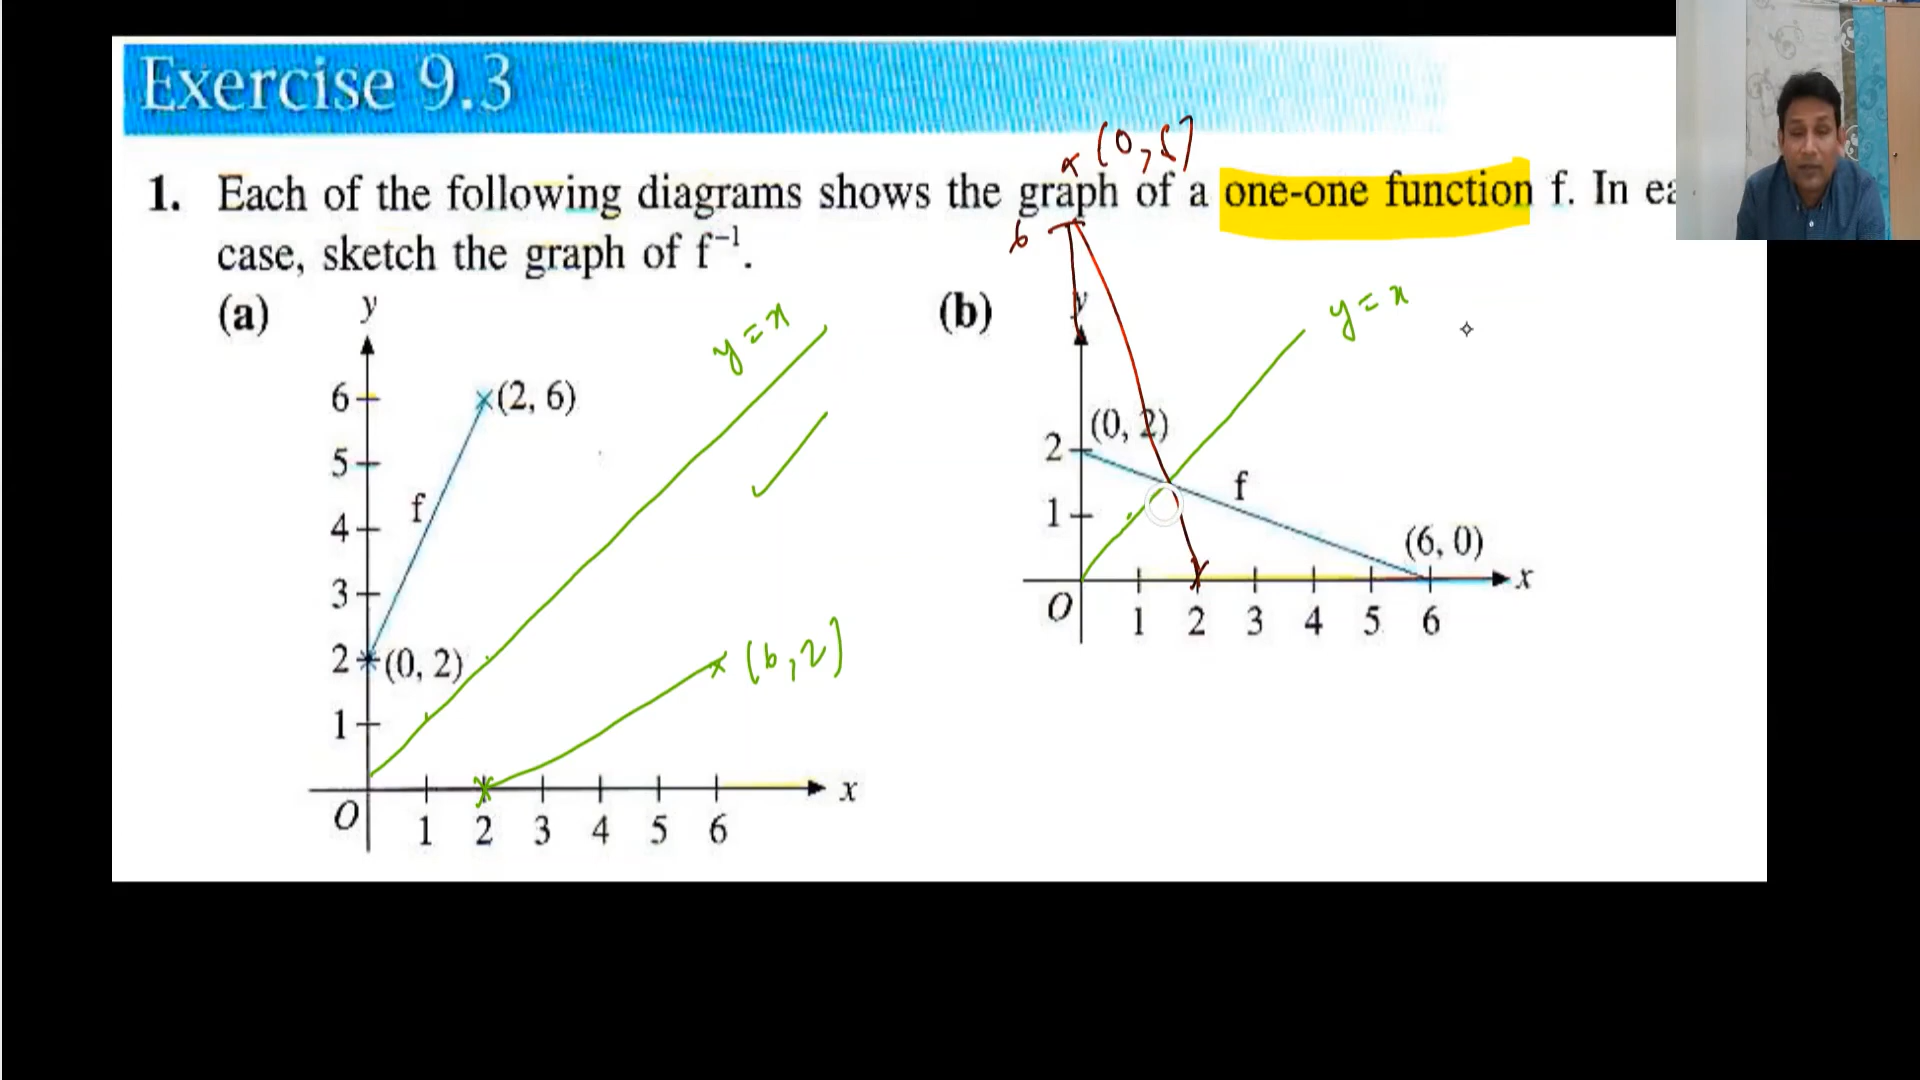 Exercise 9.3
(0, 6)
1. Each of the following diagrams shows the graph of a one-one function f. In ea
6
case, sketch the graph of f⁻¹.
(a)
y
y = x
6
(2, 6)
5
f
4
3
2
(0, 2)
(6, 2)
1
x
O
1 2 3 4 5 6
(b)
y
y = x
(0, 2)
2
f
1
(6, 0)
x
O
1 2 3 4 5 6